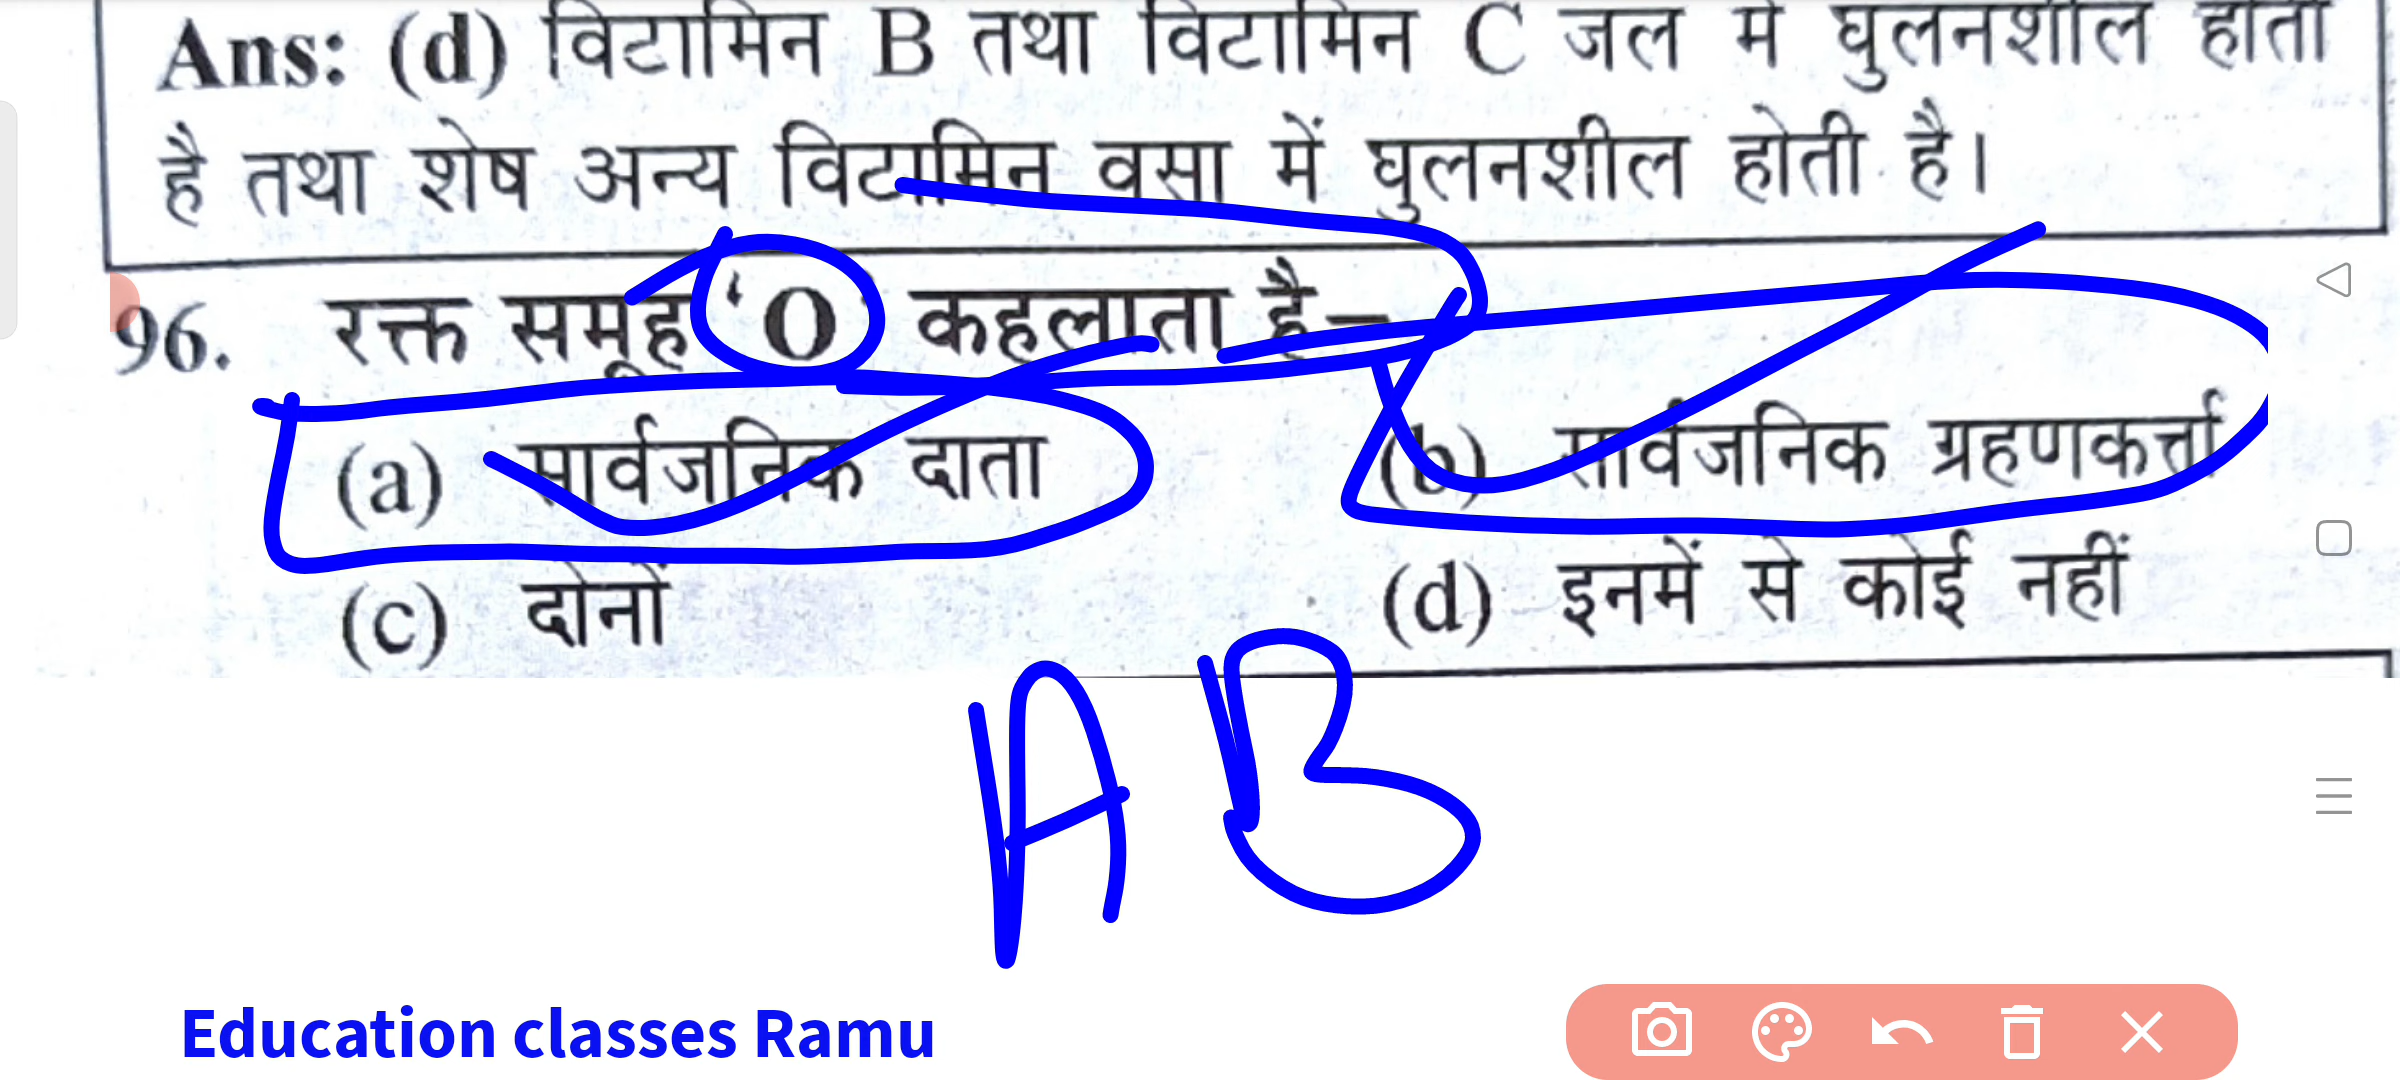 Ans: (d) विटामिन B तथा विटामिन C जल में घुलनशील होती
है तथा शेष अन्य विटामिन वसा में घुलनशील होती है।
96. रक्त समूह 'O' कहलाता है–
(a) सार्वजनिक दाता (b) सार्वजनिक ग्रहणकर्त्ता
(c) दोनों (d) इनमें से कोई नहीं
AB
Education classes Ramu